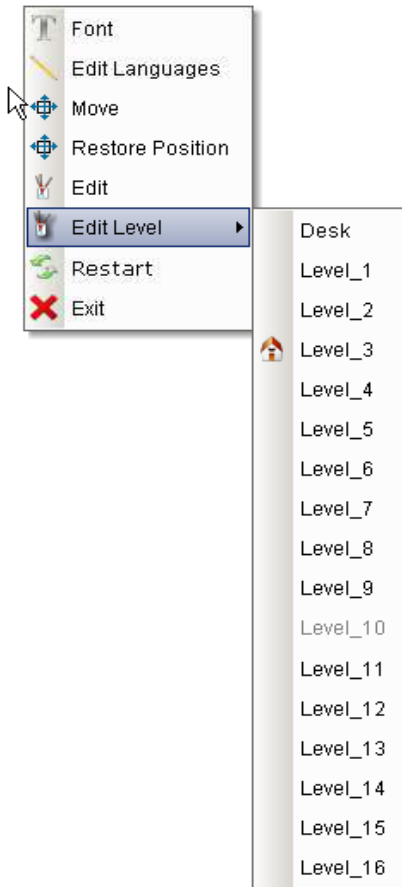 Font
Edit Languages
Move
Restore Position
Edit
Edit Level
Restart
Exit
Desk
Level_1
Level_2
Level_3
Level_4
Level_5
Level_6
Level_7
Level_8
Level_9
Level_10
Level_11
Level_12
Level_13
Level_14
Level_15
Level_16